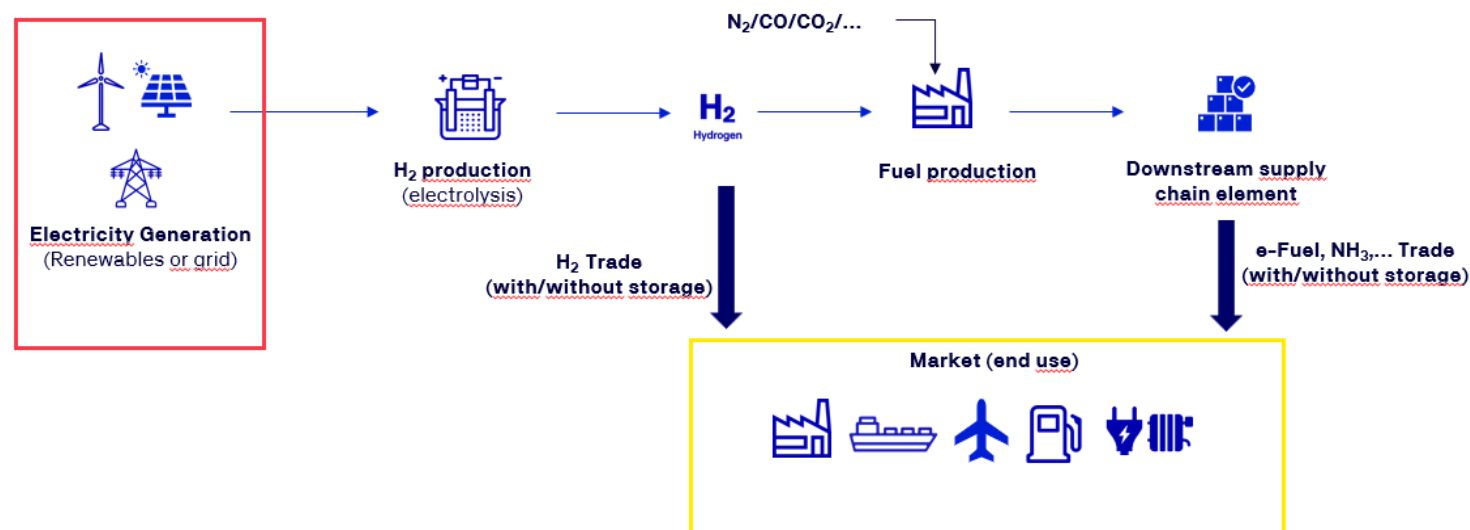 N₂/CO/CO₂/...
+ -
H₂
Hydrogen
H₂ production
(electrolysis)
Fuel production
Downstream supply
chain element
Electricity Generation
(Renewables or grid)
H₂ Trade
(with/without storage)
e-Fuel, NH₃,... Trade
(with/without storage)
Market (end use)